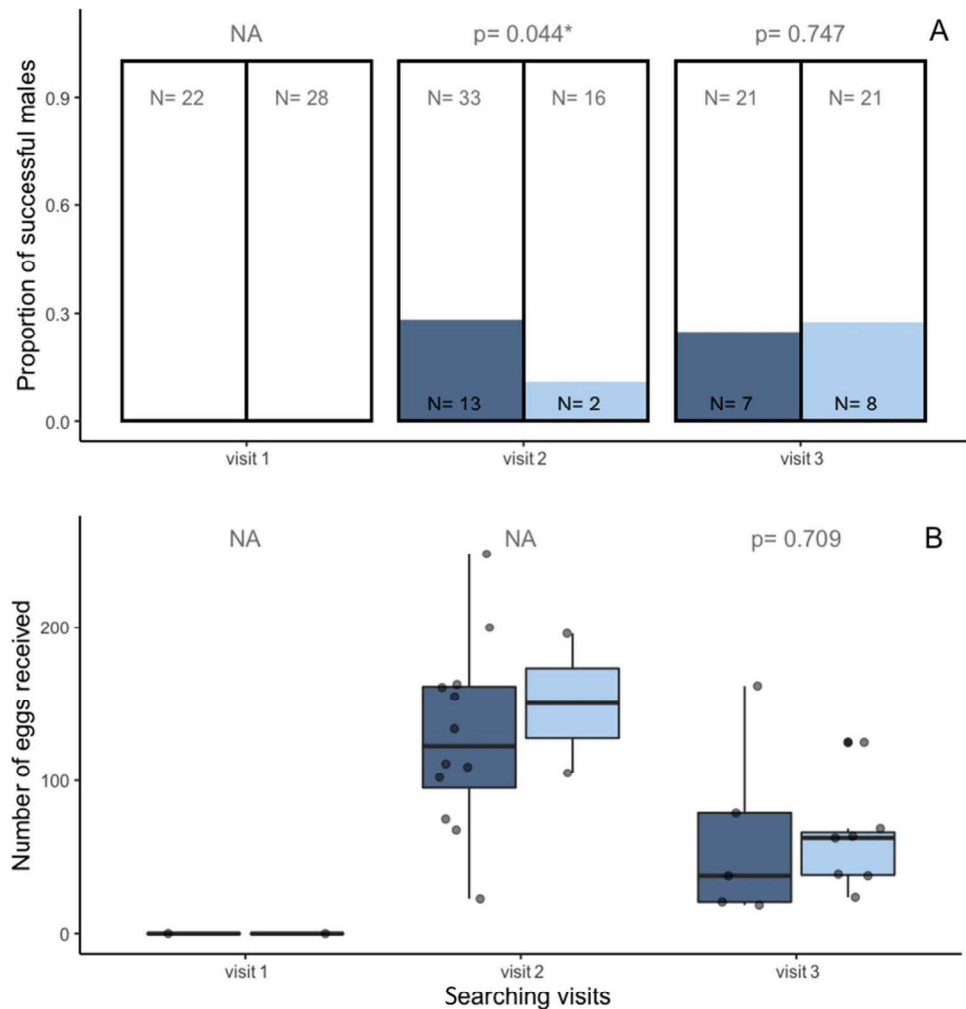 NA p= 0.044* p= 0.747 A
N= 22 N= 28 N= 33 N= 16 N= 21 N= 21
0.9
0.6
0.3
0.0
Proportion of successful males
N= 13 N= 2 N= 7 N= 8
visit 1 visit 2 visit 3
NA NA p= 0.709 B
200
100
0
Number of eggs received
visit 1 visit 2 visit 3
Searching visits